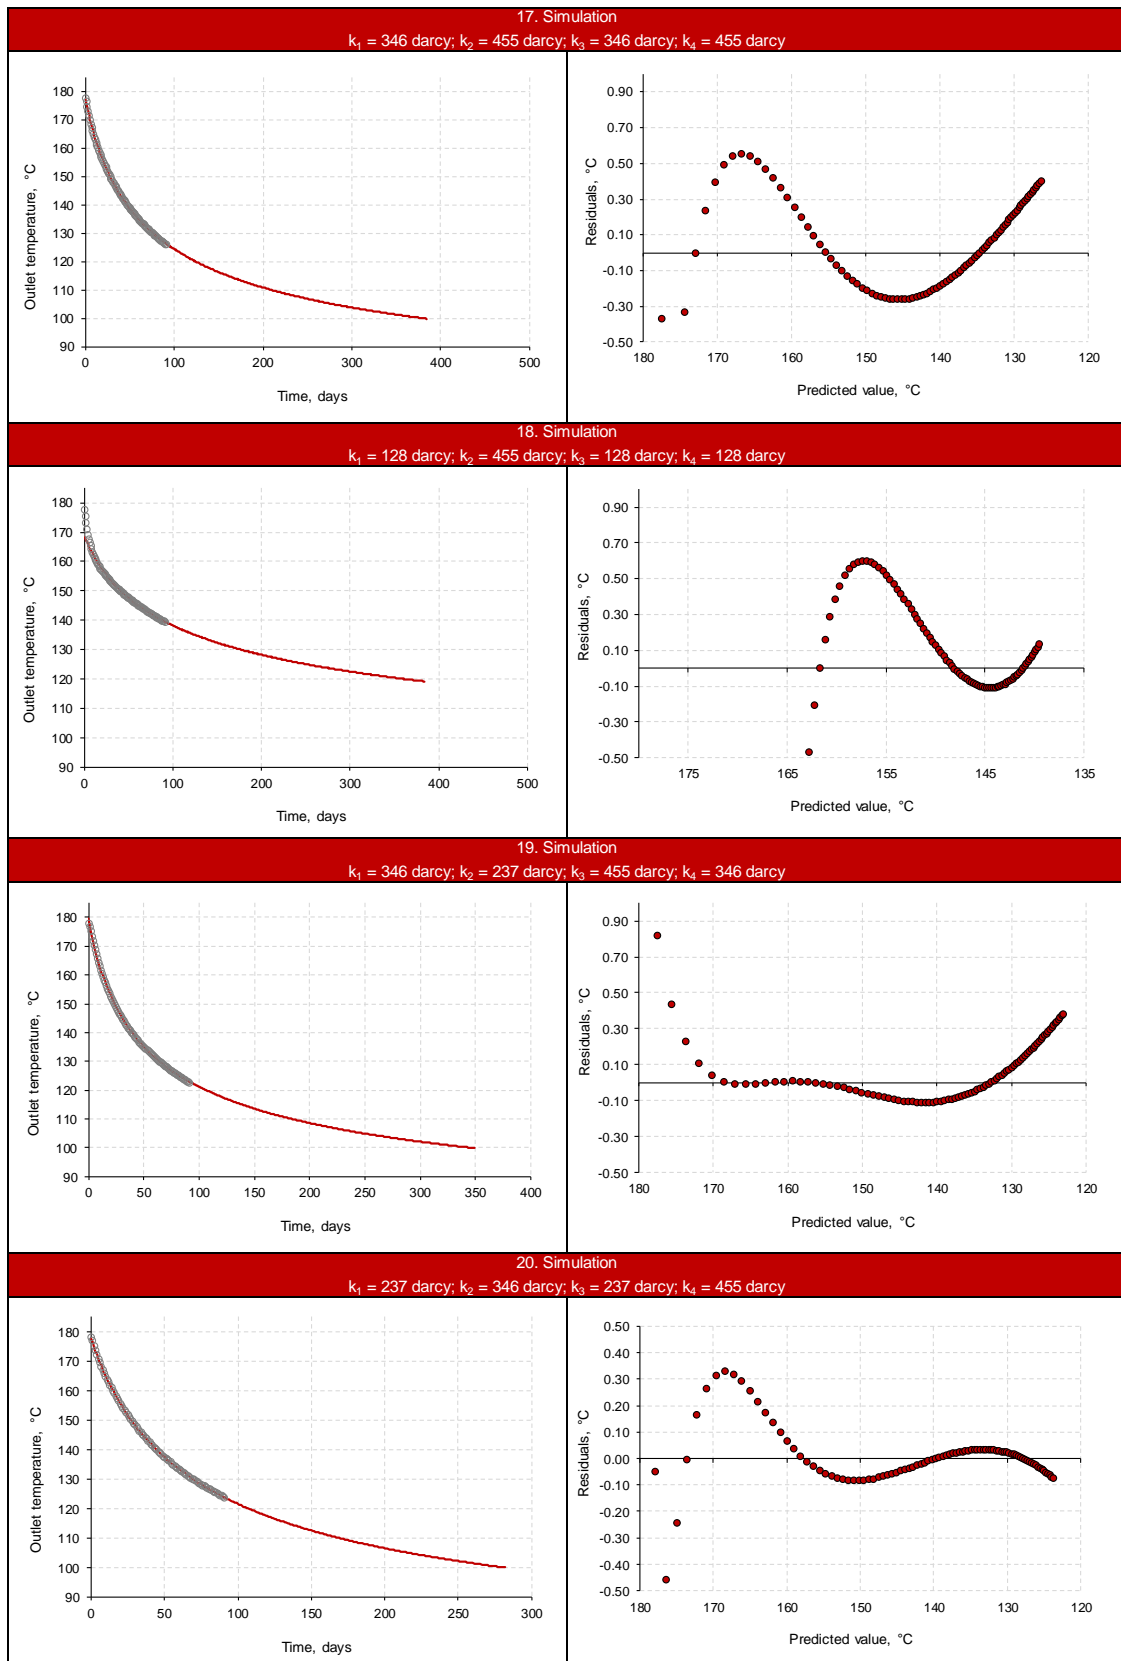 17. Simulation
k₁ = 346 darcy; k₂ = 455 darcy; k₃ = 346 darcy; k₄ = 455 darcy
180
170
160
150
140
130
120
110
100
90
0 100 200 300 400 500
Outlet temperature, °C
Time, days
0.90
0.70
0.50
0.30
0.10
-0.10
-0.30
-0.50
180 170 160 150 140 130 120
Residuals, °C
Predicted value, °C
18. Simulation
k₁ = 128 darcy; k₂ = 455 darcy; k₃ = 128 darcy; k₄ = 128 darcy
180
170
160
150
140
130
120
110
100
90
0 100 200 300 400 500
Outlet temperature, °C
Time, days
0.90
0.70
0.50
0.30
0.10
-0.10
-0.30
-0.50
175 165 155 145 135
Residuals, °C
Predicted value, °C
19. Simulation
k₁ = 346 darcy; k₂ = 237 darcy; k₃ = 455 darcy; k₄ = 346 darcy
180
170
160
150
140
130
120
110
100
90
0 50 100 150 200 250 300 350 400
Outlet temperature, °C
Time, days
0.90
0.70
0.50
0.30
0.10
-0.10
-0.30
-0.50
180 170 160 150 140 130 120
Residuals, °C
Predicted value, °C
20. Simulation
k₁ = 237 darcy; k₂ = 346 darcy; k₃ = 237 darcy; k₄ = 455 darcy
180
170
160
150
140
130
120
110
100
90
0 50 100 150 200 250 300
Outlet temperature, °C
Time, days
0.50
0.40
0.30
0.20
0.10
0.00
-0.10
-0.20
-0.30
-0.40
-0.50
180 170 160 150 140 130 120
Residuals, °C
Predicted value, °C